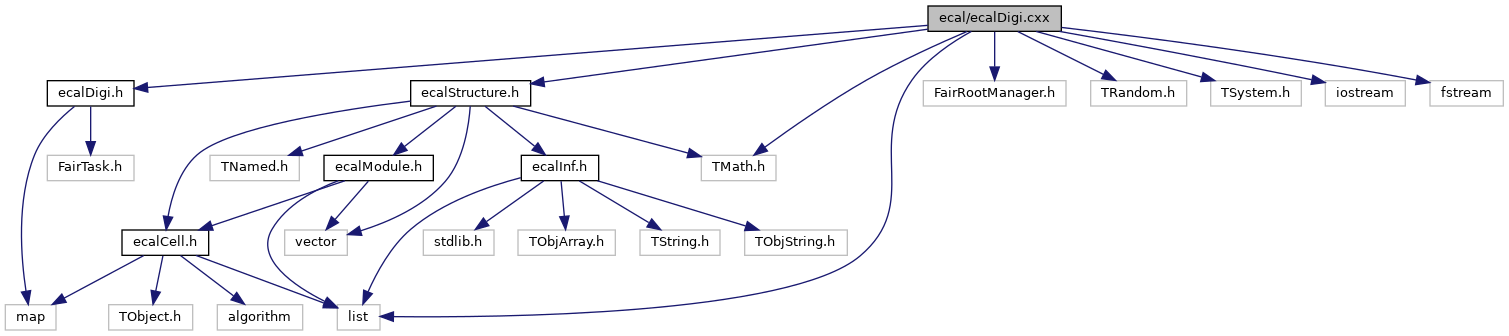 ecal/ecalDigi.cxx
ecalDigi.h
ecalStructure.h
FairRootManager.h
TRandom.h
TSystem.h
iostream
fstream
FairTask.h
TNamed.h
ecalModule.h
ecalInf.h
TMath.h
ecalCell.h
vector
stdlib.h
TObjArray.h
TString.h
TObjString.h
map
TObject.h
algorithm
list